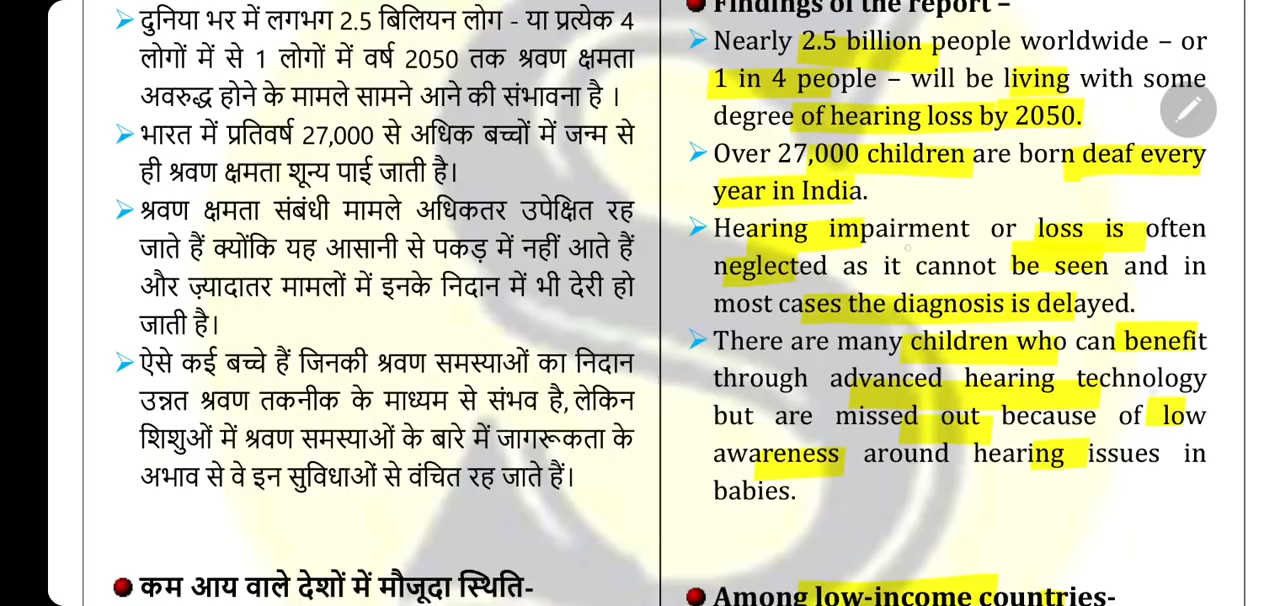 दुनिया भर में लगभग 2.5 बिलियन लोग - या प्रत्येक 4
लोगों में से 1 लोगों में वर्ष 2050 तक श्रवण क्षमता
अवरुद्ध होने के मामले सामने आने की संभावना है ।
भारत में प्रतिवर्ष 27,000 से अधिक बच्चों में जन्म से
ही श्रवण क्षमता शून्य पाई जाती है।
श्रवण क्षमता संबंधी मामले अधिकतर उपेक्षित रह
जाते हैं क्योंकि यह आसानी से पकड़ में नहीं आते हैं
और ज़्यादातर मामलों में इनके निदान में भी देरी हो
जाती है।
ऐसे कई बच्चे हैं जिनकी श्रवण समस्याओं का निदान
उन्नत श्रवण तकनीक के माध्यम से संभव है, लेकिन
शिशुओं में श्रवण समस्याओं के बारे में जागरूकता के
अभाव से वे इन सुविधाओं से वंचित रह जाते हैं।
कम आय वाले देशों में मौजूदा स्थिति-
Findings of the report –
Nearly 2.5 billion people worldwide – or
1 in 4 people – will be living with some
degree of hearing loss by 2050.
Over 27,000 children are born deaf every
year in India.
Hearing impairment or loss is often
neglected as it cannot be seen and in
most cases the diagnosis is delayed.
There are many children who can benefit
through advanced hearing technology
but are missed out because of low
awareness around hearing issues in
babies.
Among low-income countries-